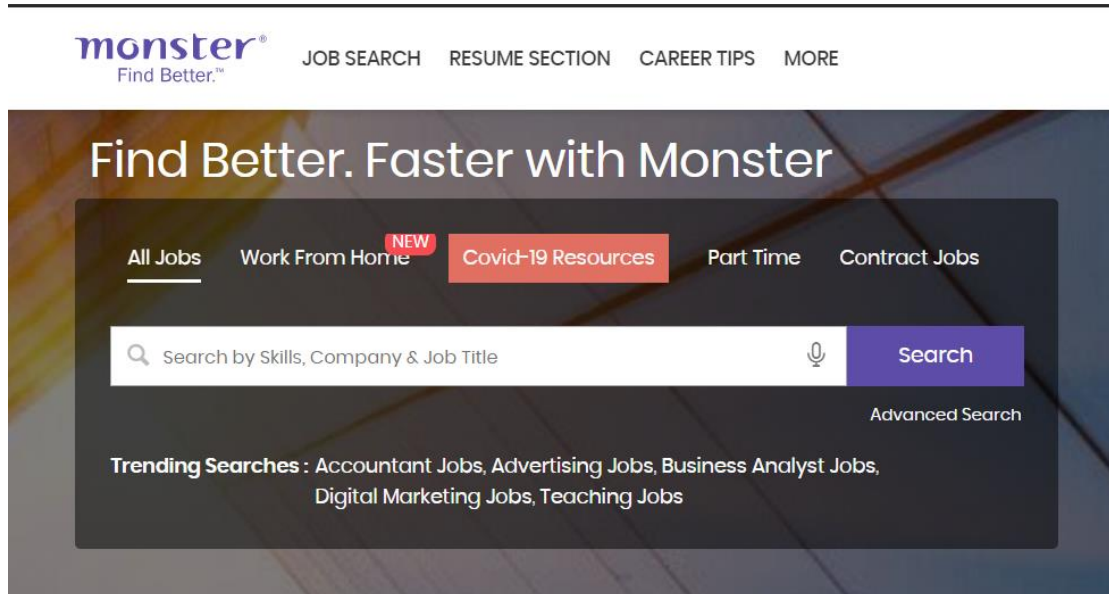 monster®
Find Better.™
JOB SEARCH RESUME SECTION CAREER TIPS MORE
Find Better. Faster with Monster
NEW
All Jobs Work From Home Covid-19 Resources Part Time Contract Jobs
Search by Skills, Company & Job Title Search
Advanced Search
Trending Searches : Accountant Jobs, Advertising Jobs, Business Analyst Jobs,
Digital Marketing Jobs, Teaching Jobs